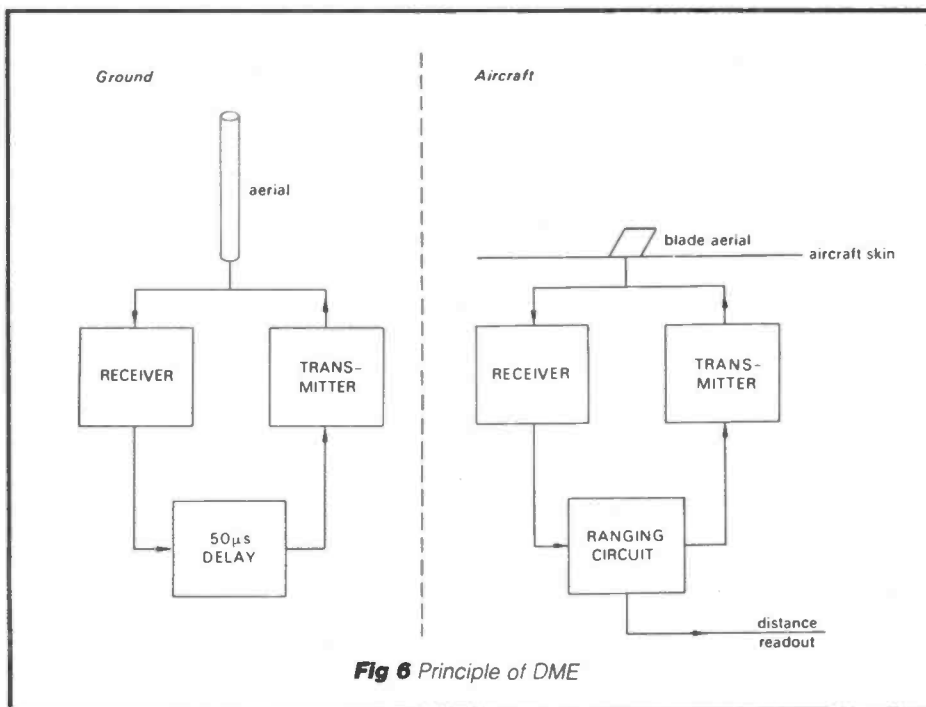 Ground
aerial
RECEIVER
TRANS-
MITTER
50µs
DELAY
Aircraft
blade aerial
aircraft skin
RECEIVER
TRANS-
MITTER
RANGING
CIRCUIT
distance
readout
Fig 6 Principle of DME